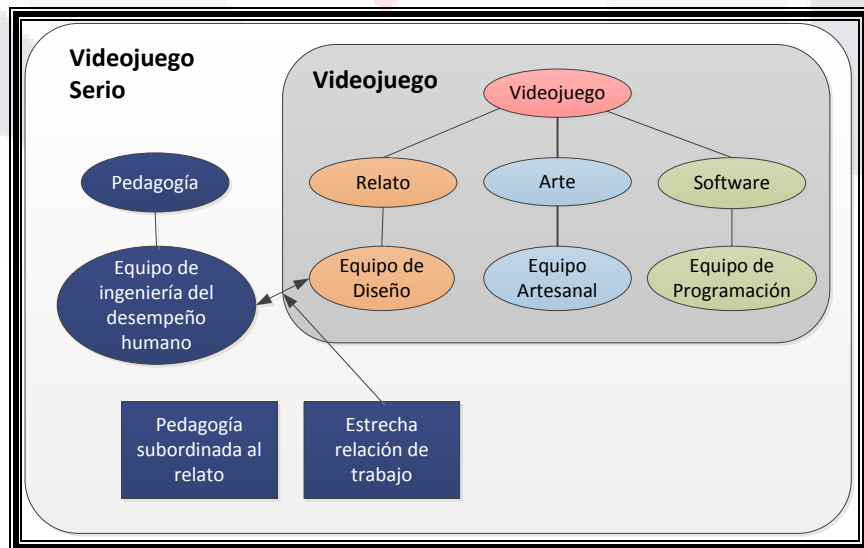 Videojuego
Serio
Videojuego
Videojuego
Pedagogía
Relato
Arte
Software
Equipo de
ingeniería del
desempeño
humano
Equipo de
Diseño
Equipo
Artesanal
Equipo de
Programación
Pedagogía
subordinada al
relato
Estrecha
relación de
trabajo